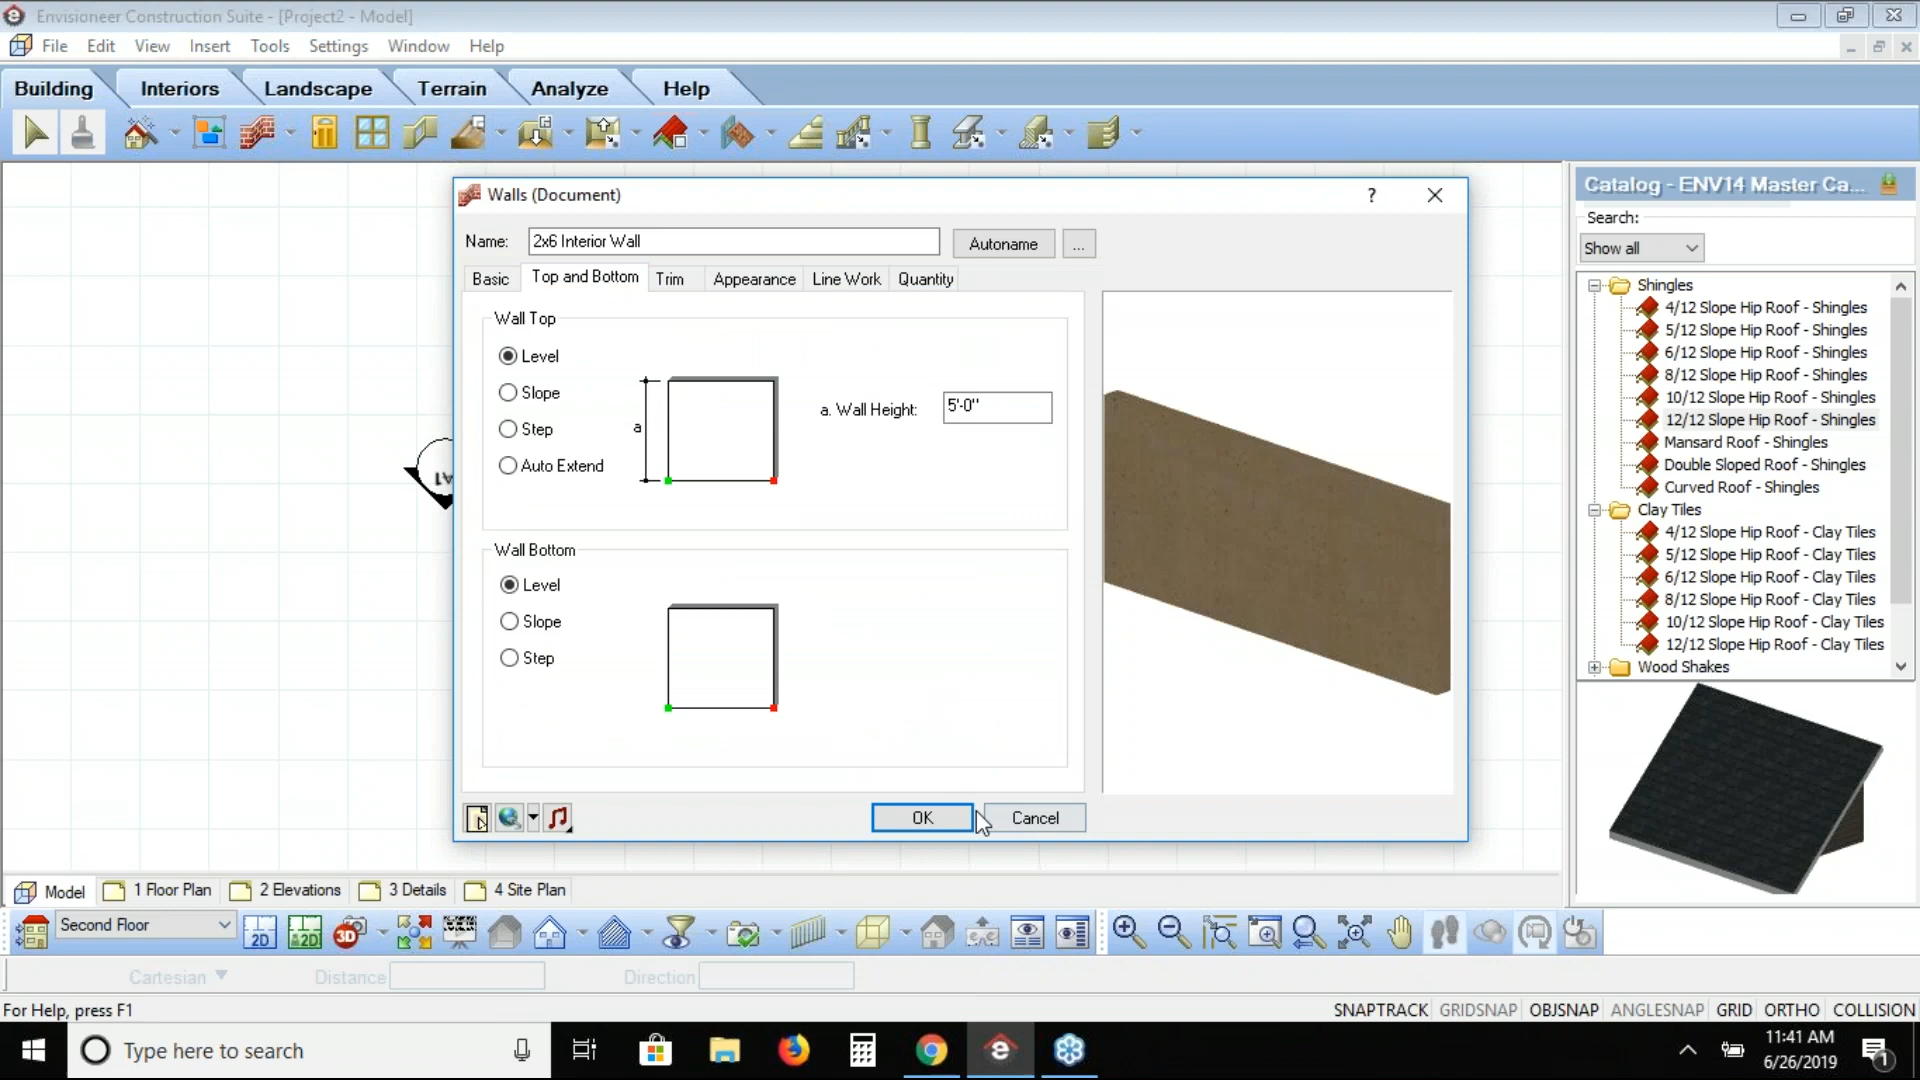 Envisioneer Construction Suite - [Project2 - Model]
File Edit View Insert Tools Settings Window Help
Building Interiors Landscape Terrain Analyze Help
Walls (Document)
?
Name: 2x6 Interior Wall Autoname ...
Basic Top and Bottom Trim Appearance Line Work Quantity
Wall Top
Level
Slope
Step
Auto Extend
a
a. Wall Height: 5'-0"
Wall Bottom
Level
Slope
Step
OK Cancel
Catalog - ENV14 Master Ca...
Search:
Show all
Shingles
4/12 Slope Hip Roof - Shingles
5/12 Slope Hip Roof - Shingles
6/12 Slope Hip Roof - Shingles
8/12 Slope Hip Roof - Shingles
10/12 Slope Hip Roof - Shingles
12/12 Slope Hip Roof - Shingles
Mansard Roof - Shingles
Double Sloped Roof - Shingles
Curved Roof - Shingles
Clay Tiles
4/12 Slope Hip Roof - Clay Tiles
5/12 Slope Hip Roof - Clay Tiles
6/12 Slope Hip Roof - Clay Tiles
8/12 Slope Hip Roof - Clay Tiles
10/12 Slope Hip Roof - Clay Tiles
12/12 Slope Hip Roof - Clay Tiles
Wood Shakes
Model 1 Floor Plan 2 Elevations 3 Details 4 Site Plan
Second Floor 2D 2D 3D
Cartesian Distance Direction
For Help, press F1
SNAPTRACK GRIDSNAP OBJSNAP ANGLESNAP GRID ORTHO COLLISION
Type here to search
11:41 AM
6/26/2019
1